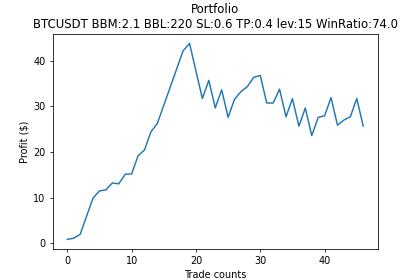 Portfolio
BTCUSDT BBM:2.1 BBL:220 SL:0.6 TP:0.4 lev:15 WinRatio:74.0
40
30
20
10
0
Profit ($)
0 10 20 30 40
Trade counts